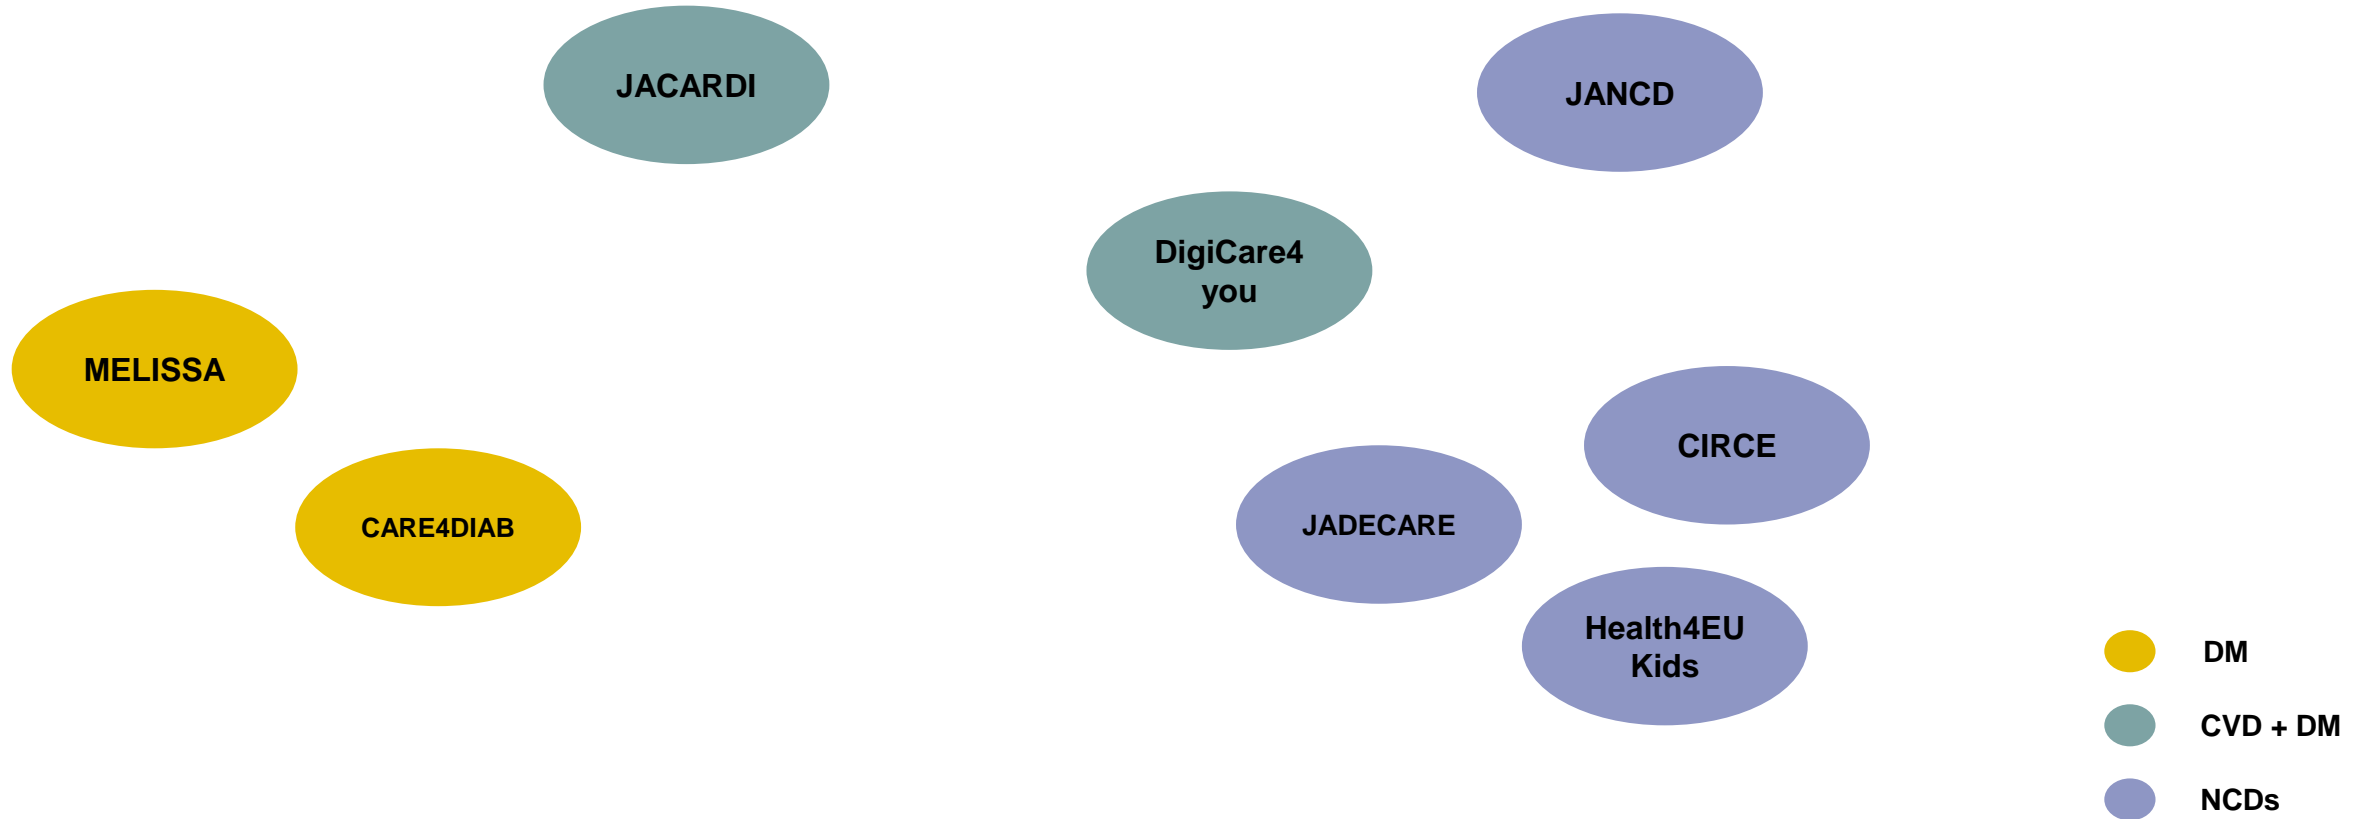 JACARDI
JANCD
DigiCare4
you
MELISSA
CIRCE
CARE4DIAB
JADECARE
Health4EU
Kids
DM
CVD + DM
NCDs